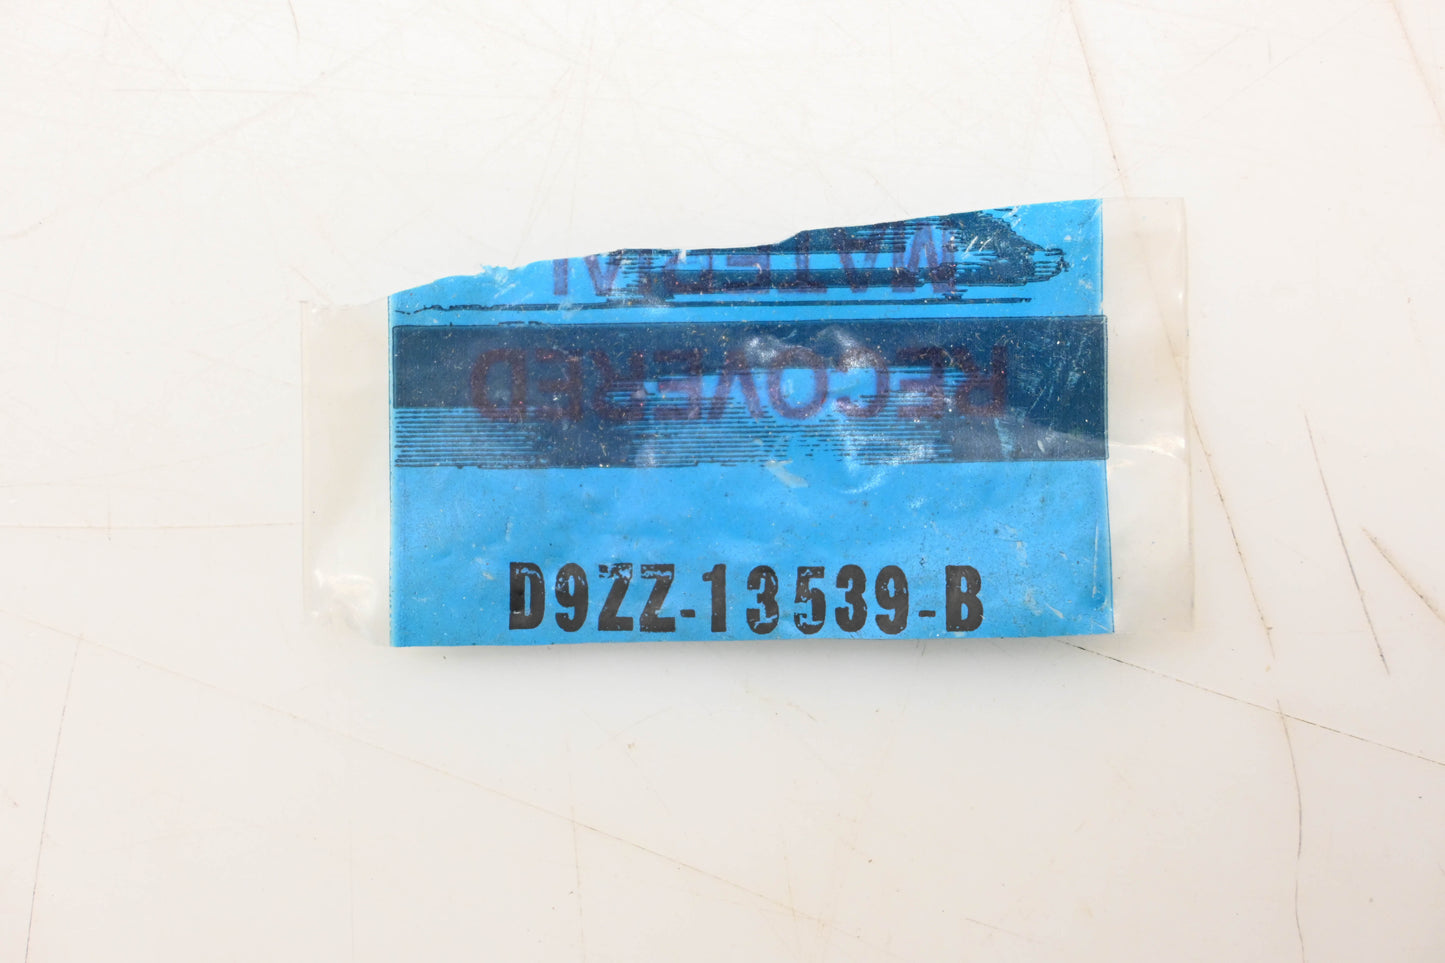 MATERIAL
RECOVERED
D9ZZ-13539-B